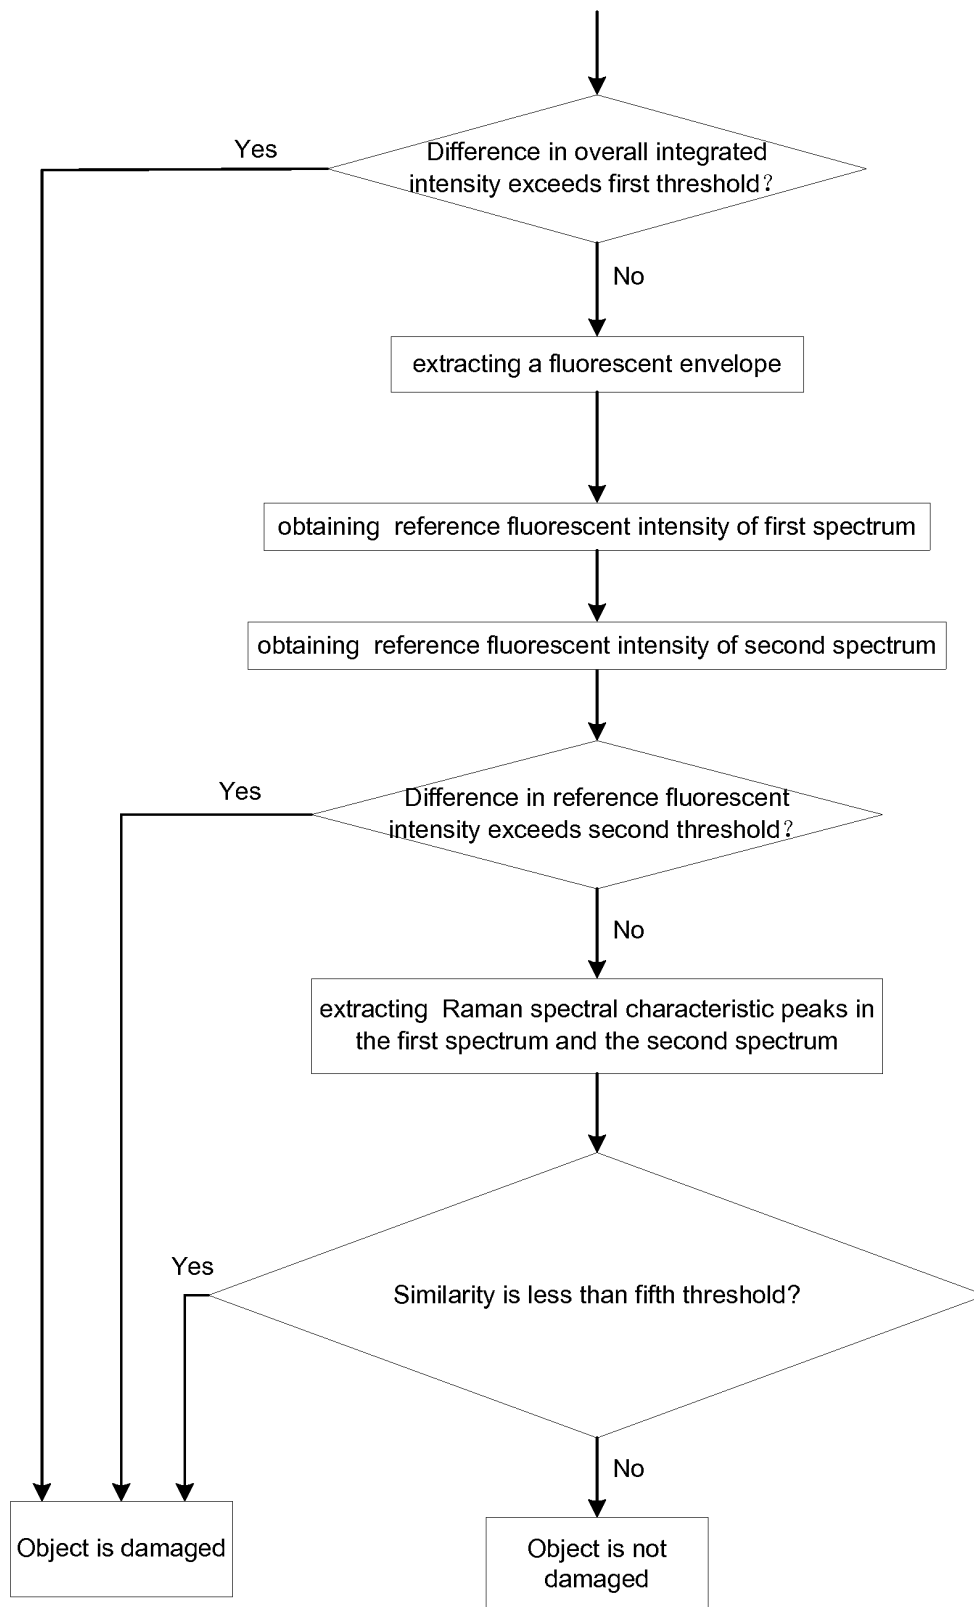 Yes
Difference in overall integrated
intensity exceeds first threshold?
No
extracting a fluorescent envelope
obtaining reference fluorescent intensity of first spectrum
obtaining reference fluorescent intensity of second spectrum
Yes
Difference in reference fluorescent
intensity exceeds second threshold?
No
extracting Raman spectral characteristic peaks in
the first spectrum and the second spectrum
Yes
Similarity is less than fifth threshold?
No
Object is damaged
Object is not
damaged